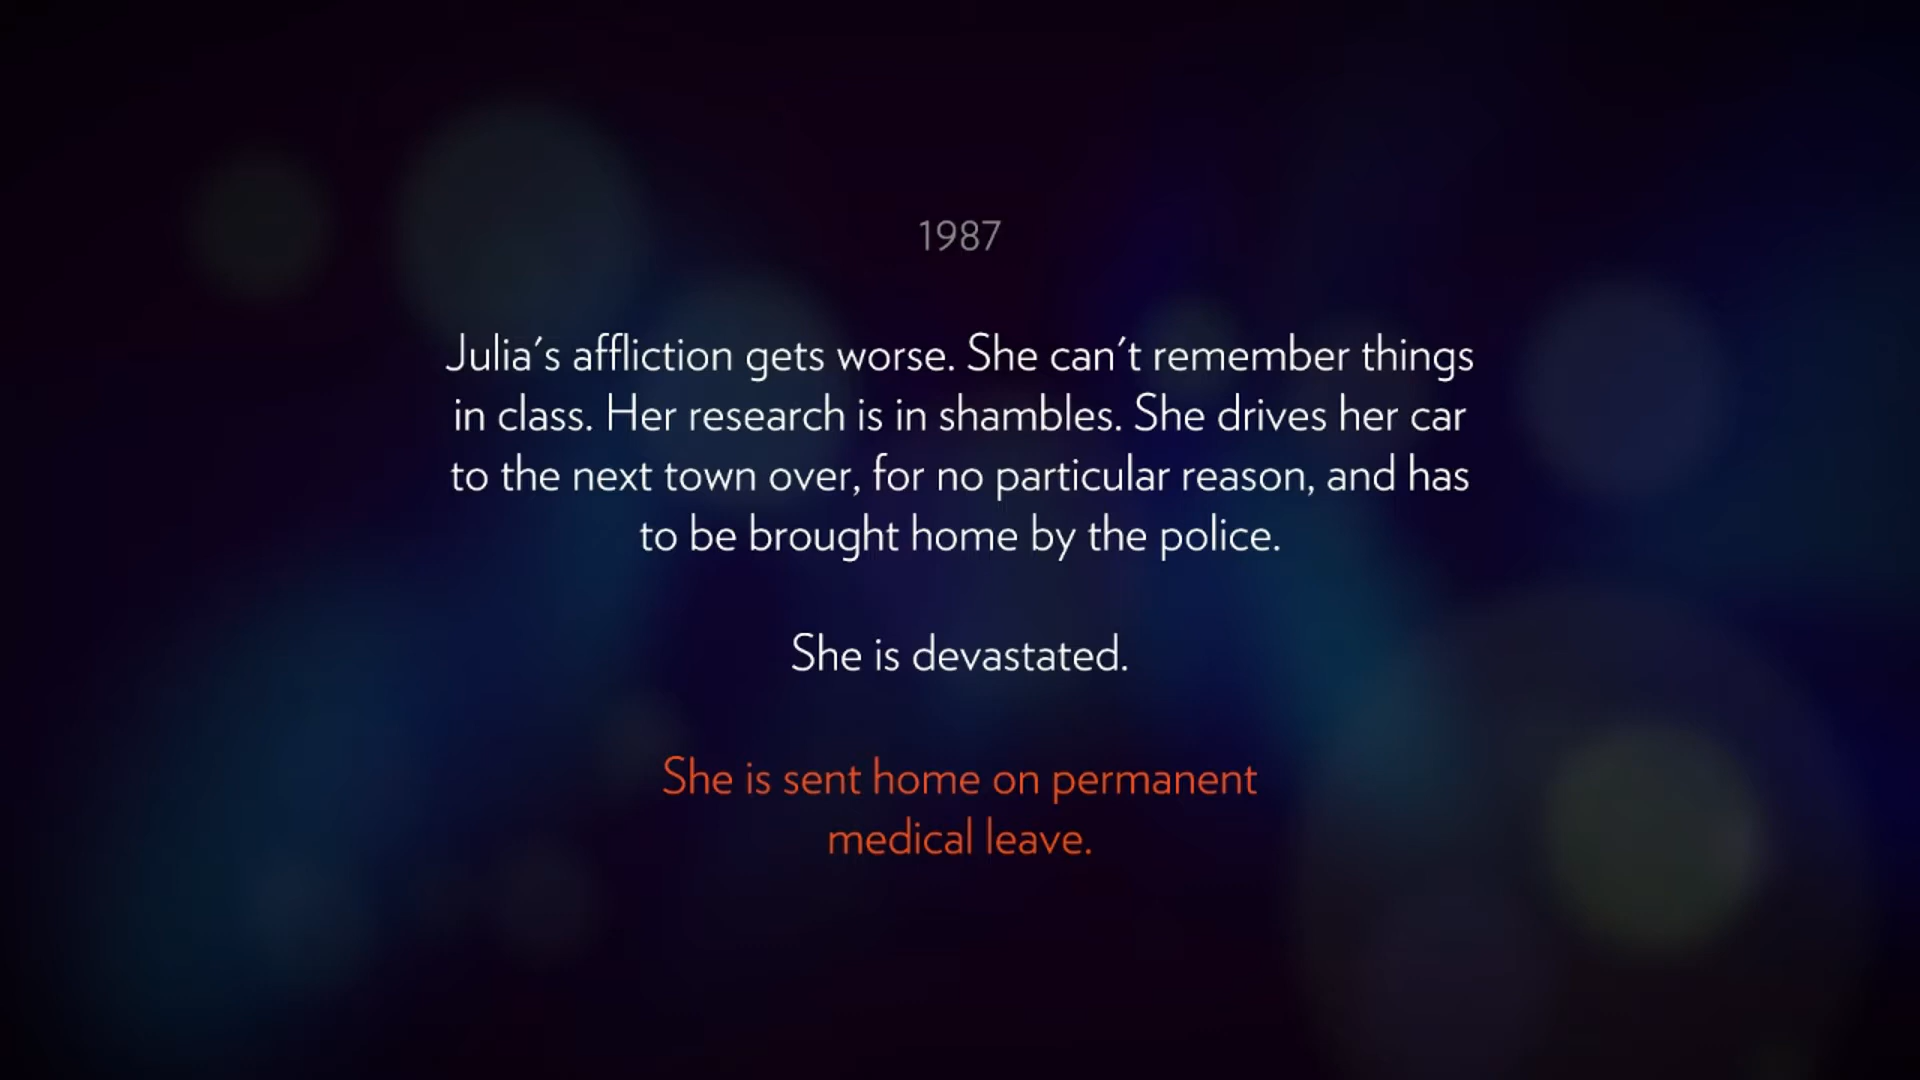 1987
Julia's affliction gets worse. She can't remember things
in class. Her research is in shambles. She drives her car
to the next town over, for no particular reason, and has
to be brought home by the police.
She is devastated.
She is sent home on permanent
medical leave.